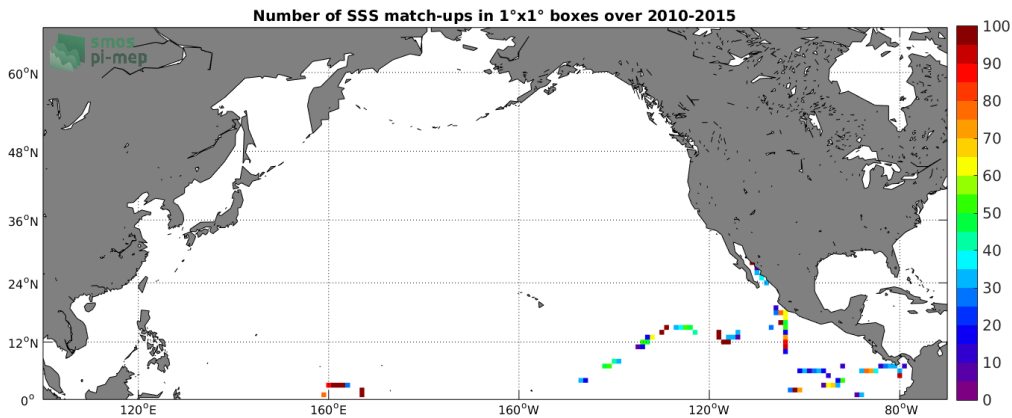 Number of SSS match-ups in 1°x1° boxes over 2010-2015
smos
pi-mep
60°N
48°N
36°N
24°N
12°N
0°
120°E
160°E
160°W
120°W
80°W
100
90
80
70
60
50
40
30
20
10
0